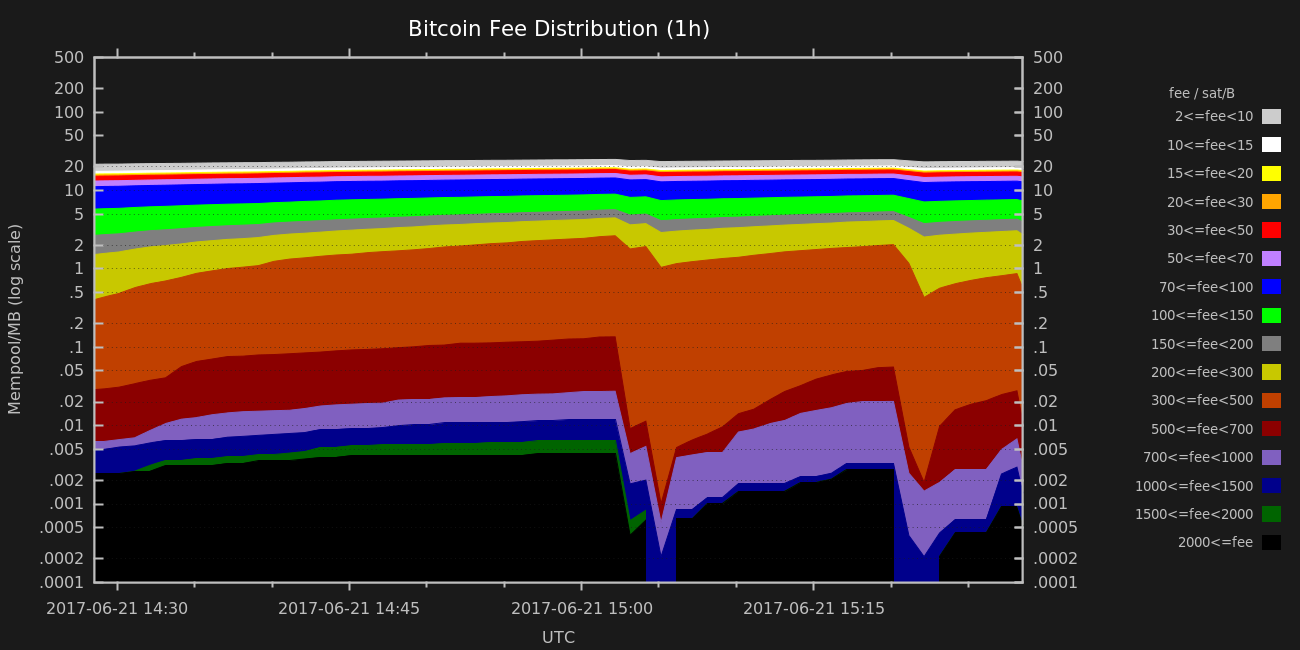 Bitcoin Fee Distribution (1h)
500 500
200 200
100 100
50 50
20 20
10 10
5 5
2 2
1 1
.5 .5
.2 .2
.1 .1
.05 .05
.02 .02
.01 .01
.005 .005
.002 .002
.001 .001
.0005 .0005
.0002 .0002
.0001 .0001
Mempool/MB (log scale)
2017-06-21 14:30 2017-06-21 14:45 2017-06-21 15:00 2017-06-21 15:15
UTC
fee / sat/B
2<=fee<10
10<=fee<15
15<=fee<20
20<=fee<30
30<=fee<50
50<=fee<70
70<=fee<100
100<=fee<150
150<=fee<200
200<=fee<300
300<=fee<500
500<=fee<700
700<=fee<1000
1000<=fee<1500
1500<=fee<2000
2000<=fee